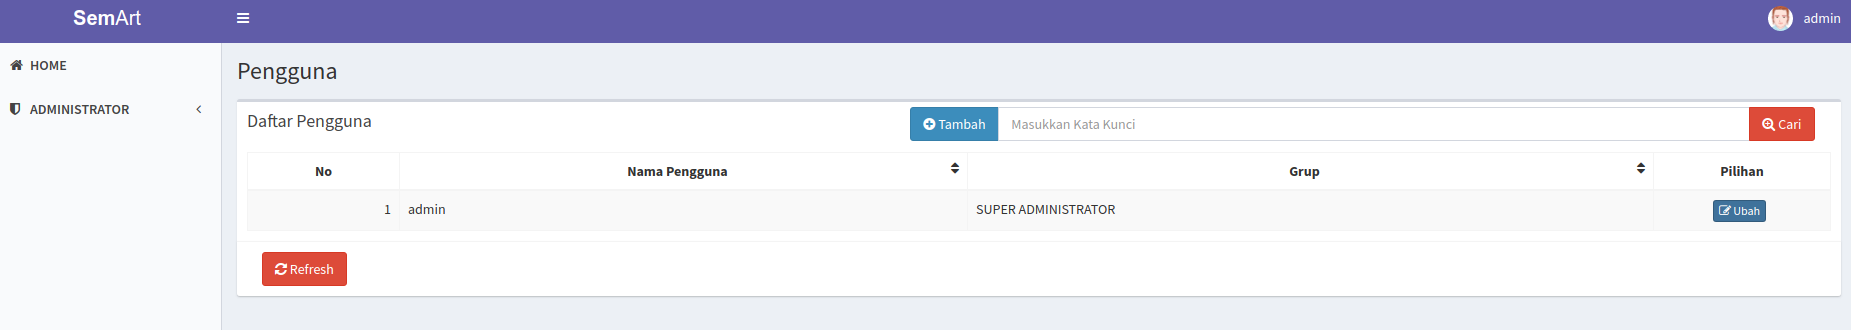 SemArt
admin
HOME
ADMINISTRATOR
Pengguna
Daftar Pengguna
Tambah
Masukkan Kata Kunci
Cari
No
Nama Pengguna
Grup
Pilihan
1
admin
SUPER ADMINISTRATOR
Ubah
Refresh